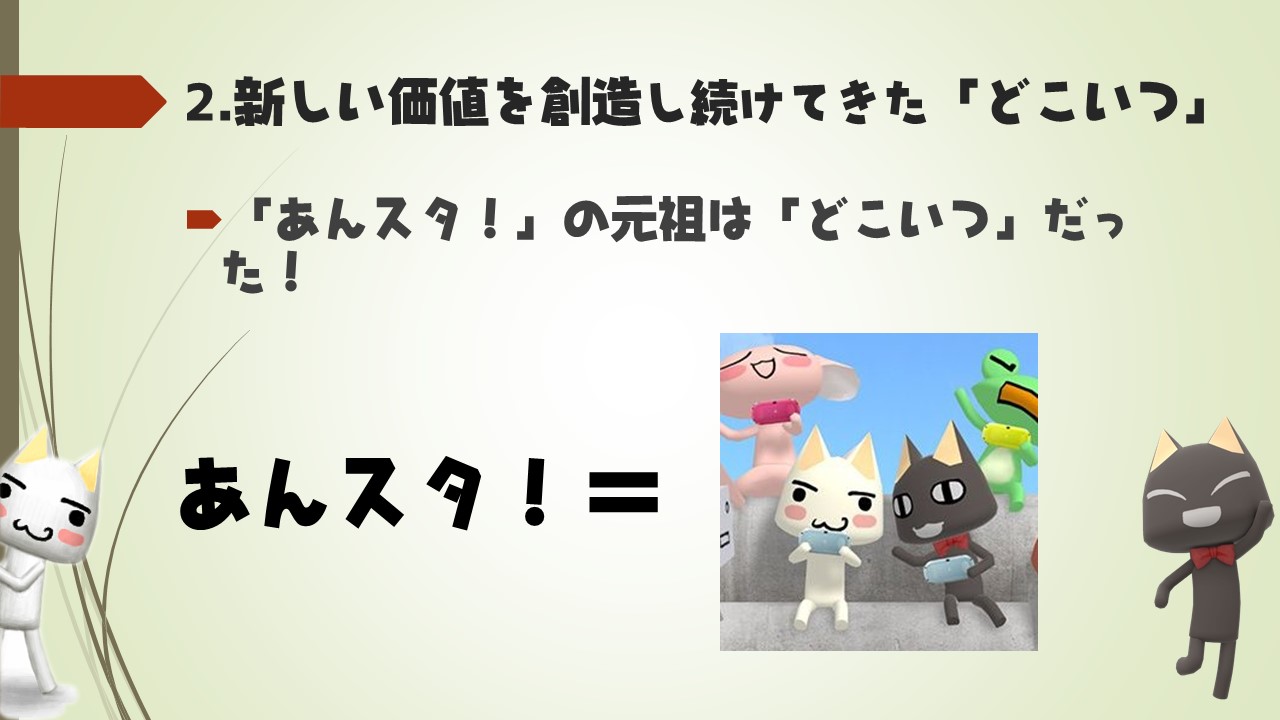 2.新しい価値を創造し続けてきた「どこいつ」
「あんスタ！」の元祖は「どこいつ」だっ
た！
あんスタ！＝